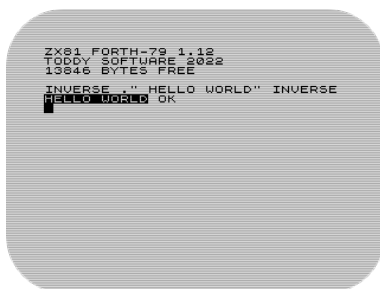 ZX81 FORTH-79 1.12
TODDY SOFTWARE 2022
13846 BYTES FREE
INVERSE ." HELLO WORLD" INVERSE
HELLO WORLD OK